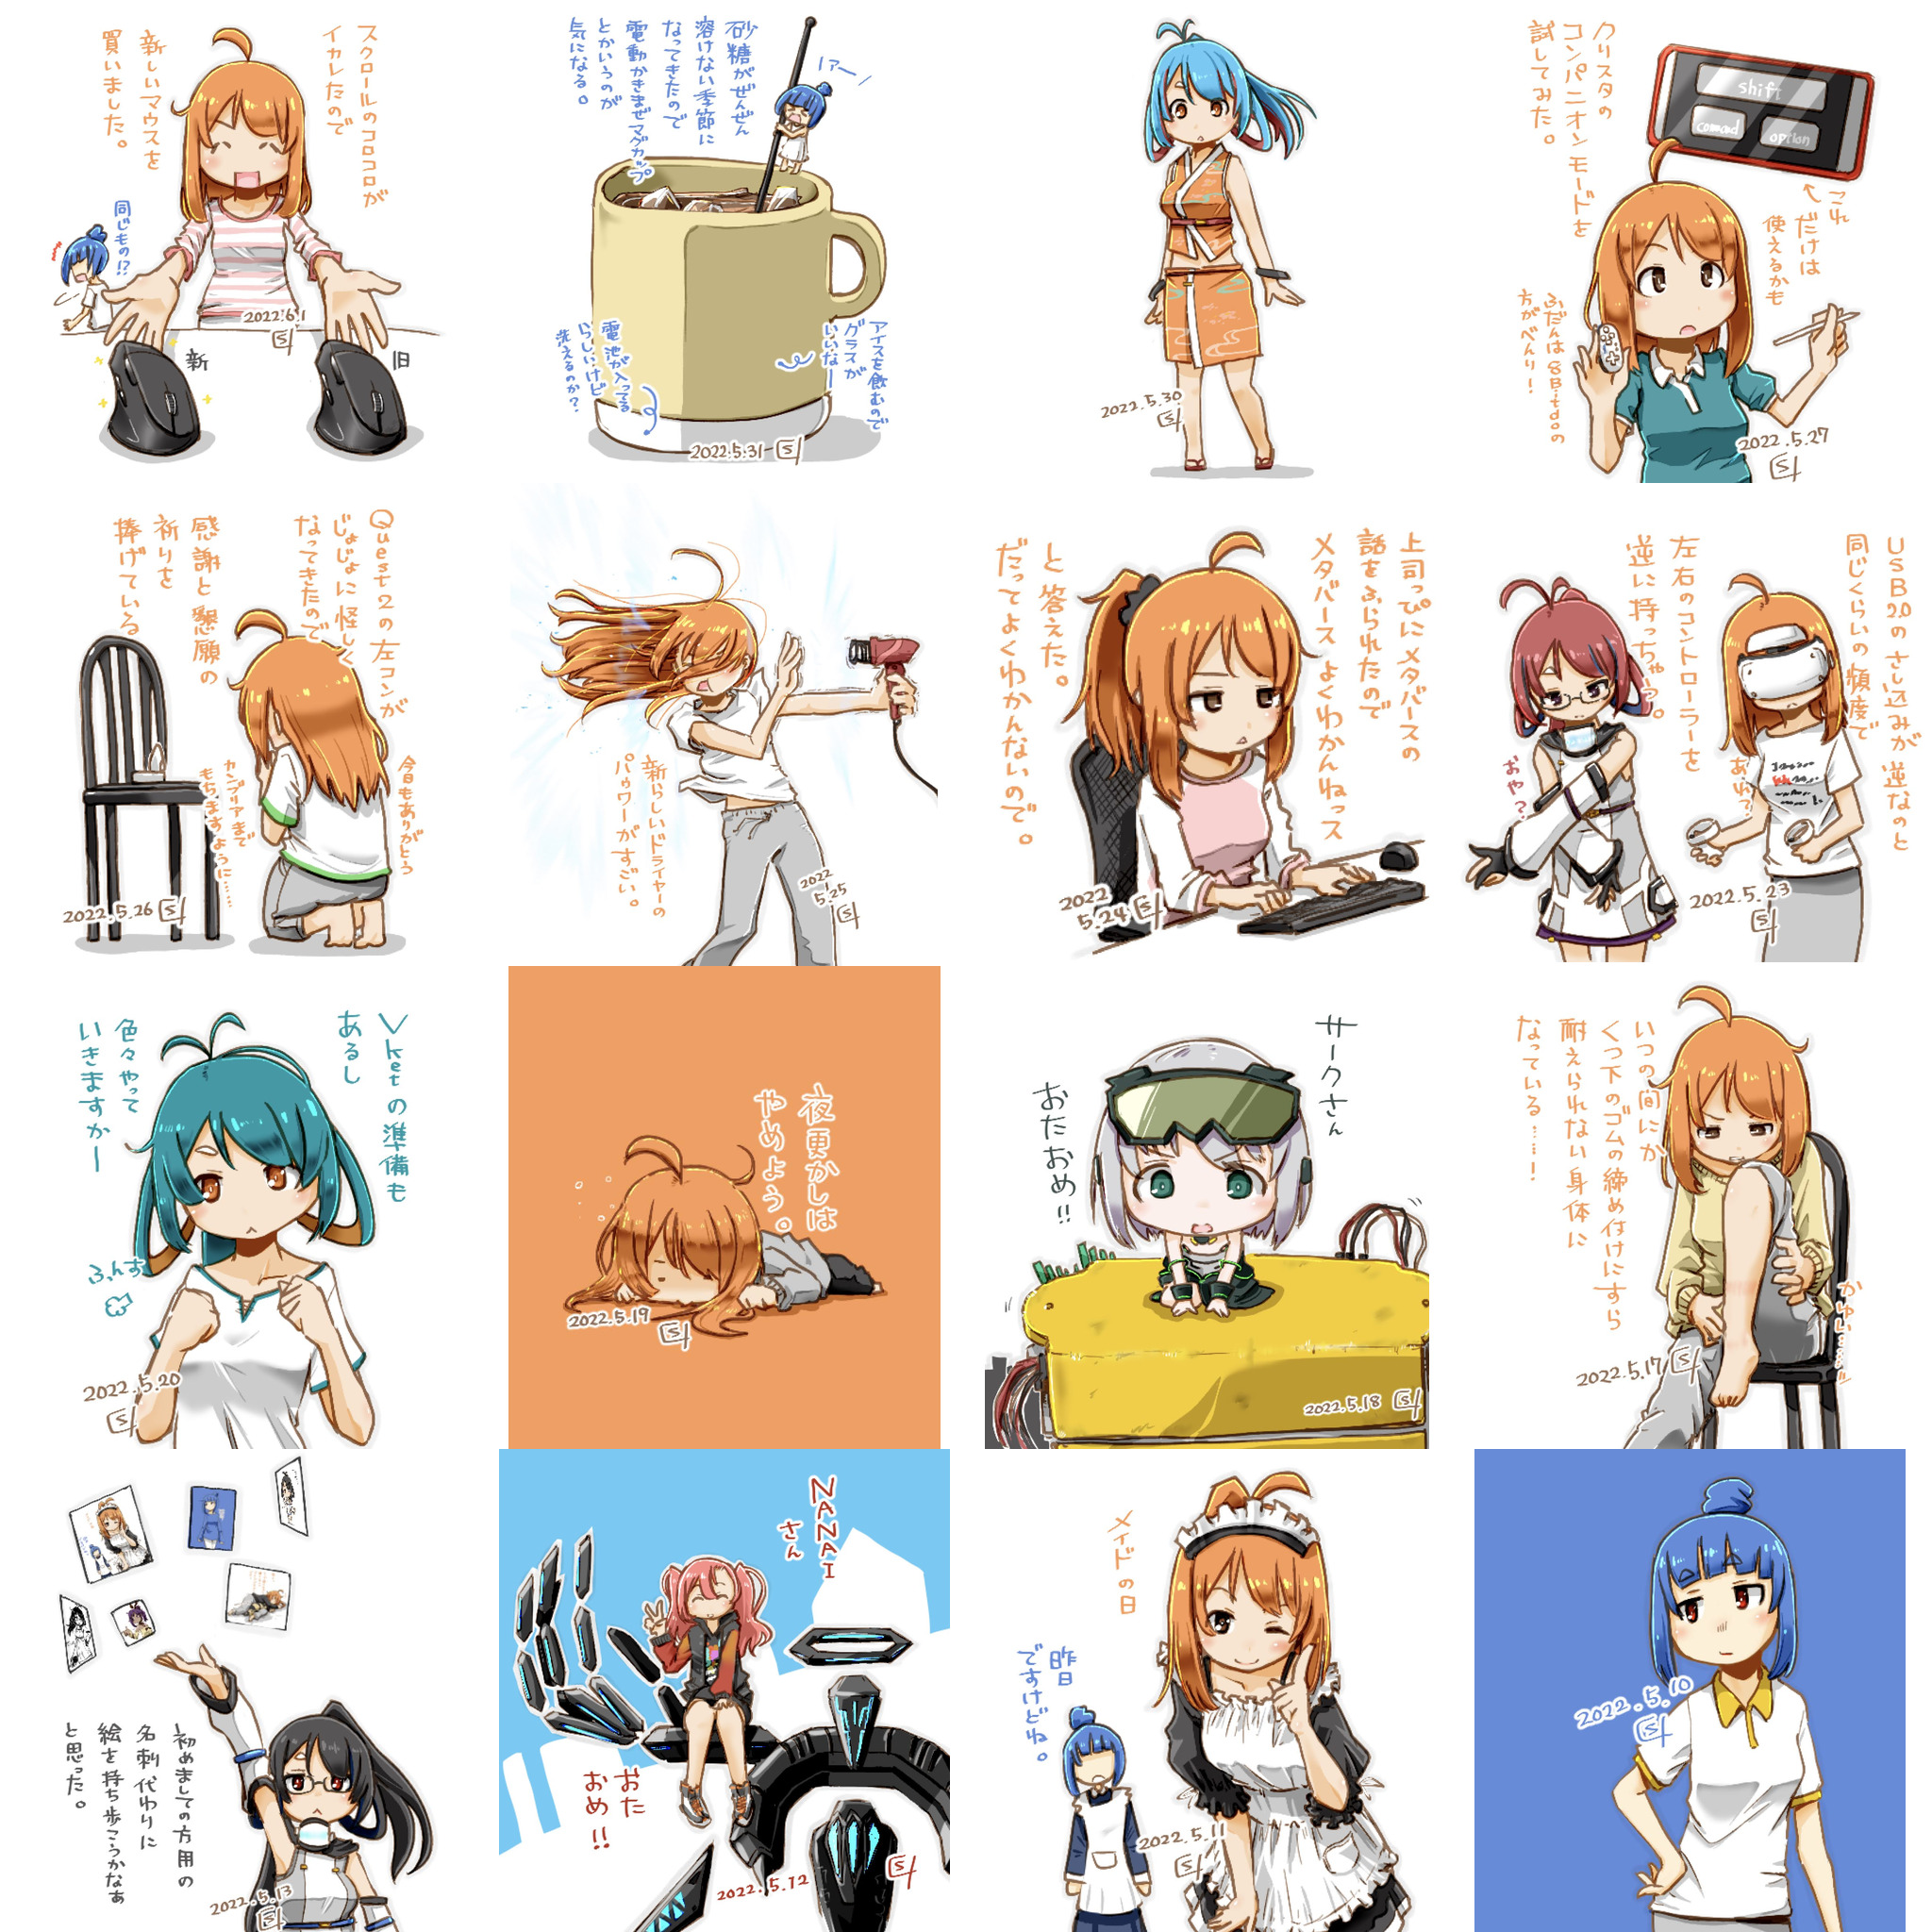 スクロールのコロコロが
イカレたので
新しいマウスを
買いました。
同じもの!?
新
旧
2022.6.1
砂糖がぜんぜん
溶けない季節に
なってきたので
電動かきまぜマグカップ
とかいうのが
気になる。
アイスを飲むので
グラスが
いいなー
電池が入ってる
らしいけど
洗えるのか?
2022.5.31
2022.5.30
クリスタの
コンパニオンモードを
試してみた。
shift
option
これ
だけは
使えるかも
ふだんは8Bitdoの
方がべんり!
2022.5.27
Quest2の左コンが
じょじょに怪しく
なってきたので
感謝と懇願の
祈りを
捧げている
今日もありがとう
カンブリアまで
もちますように……
2022.5.26
新らしいドライヤーの
パゥワーがすごい。
2022
5.25
上司っぴにメタバースの
話をふられたので
メタバースよくわかんねっス
と答えた。
だってよくわかんないので。
2022
5.24
USB2.0のさし込みが逆なのと
同じくらいの頻度で
左右のコントローラーを
逆に持っちゃう。
あれ?
おや?
2022.5.23
Vketの準備も
あるし
色々やって
いきますかー
ふんす
2022.5.20
夜更かしは
やめよう。
2022.5.19
サークさん
おたおめ!!
2022.5.18
いつの間にか
くつ下のゴムの締め付けにすら
耐えられない身体に
なっている……!
かゆい……
2022.5.17
初めましての方用の
名刺代わりに
絵を持ち歩こうかなぁ
と思った。
2022.5.13
NANAI
さん
おた
おめ!!
2022.5.12
メイドの日
昨日
ですけどね。
2022.5.11
2022.5.10